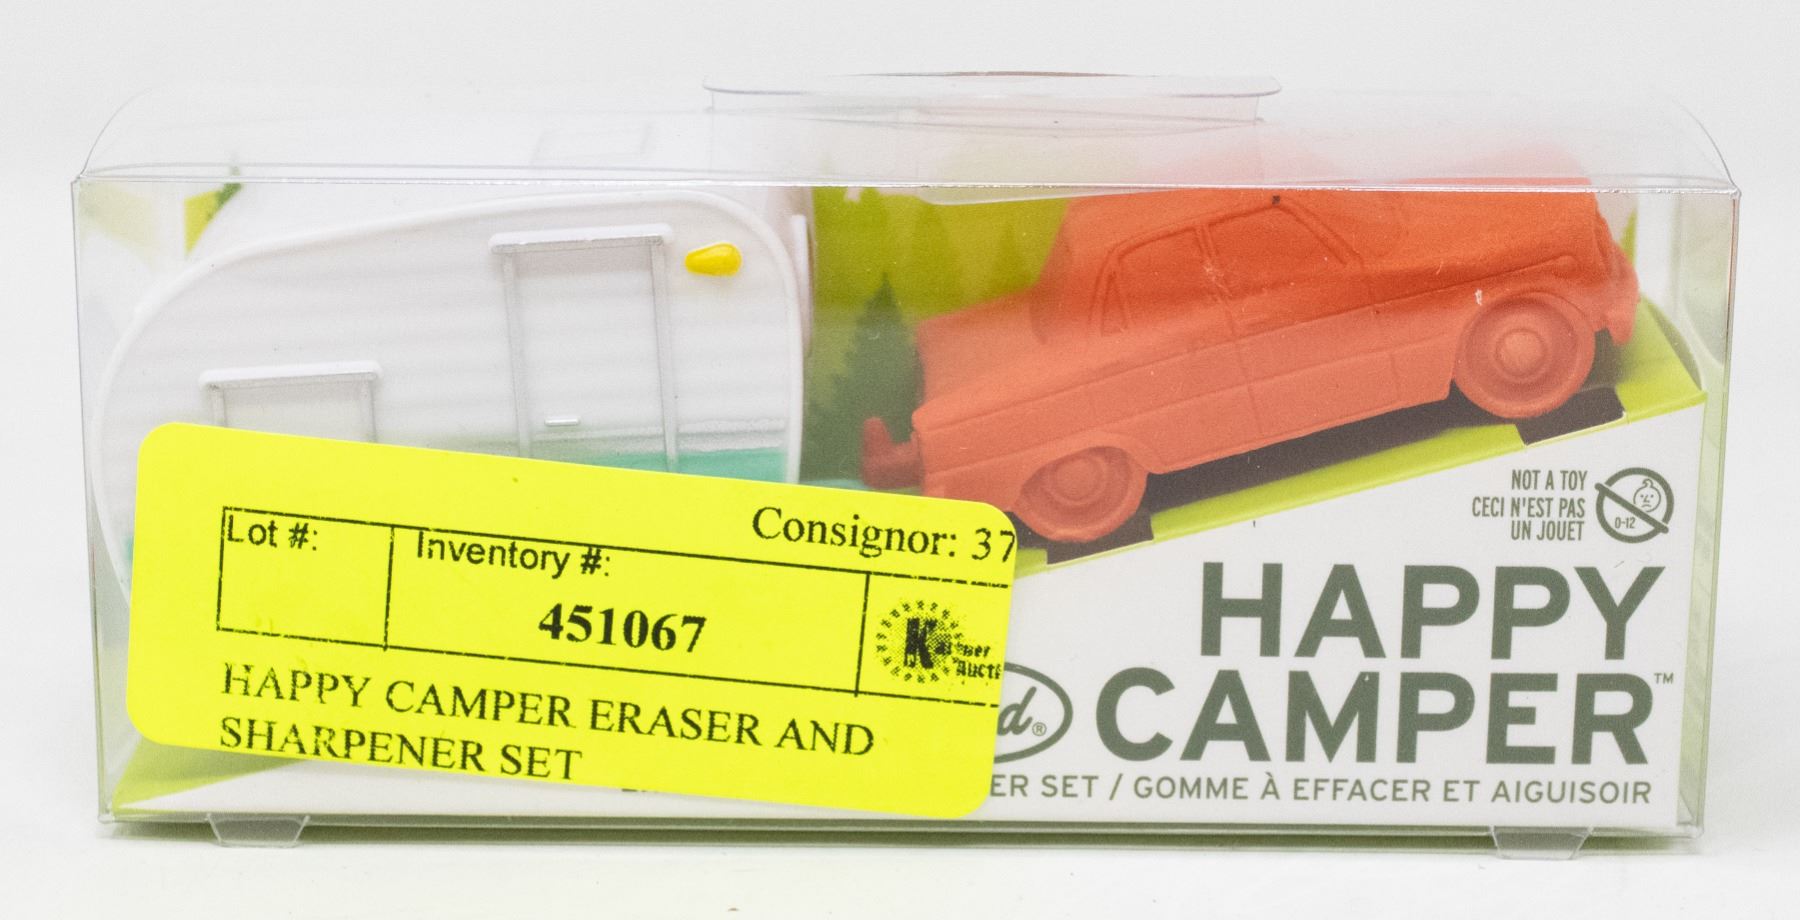 Consignor: 37
Lot #:
Inventory #:
451067
K
HAPPY CAMPER ERASER AND
SHARPENER SET
NOT A TOY
CECI N'EST PAS
UN JOUET
0-12
HAPPY
CAMPER™
d®
ER SET / GOMME À EFFACER ET AIGUISOIR